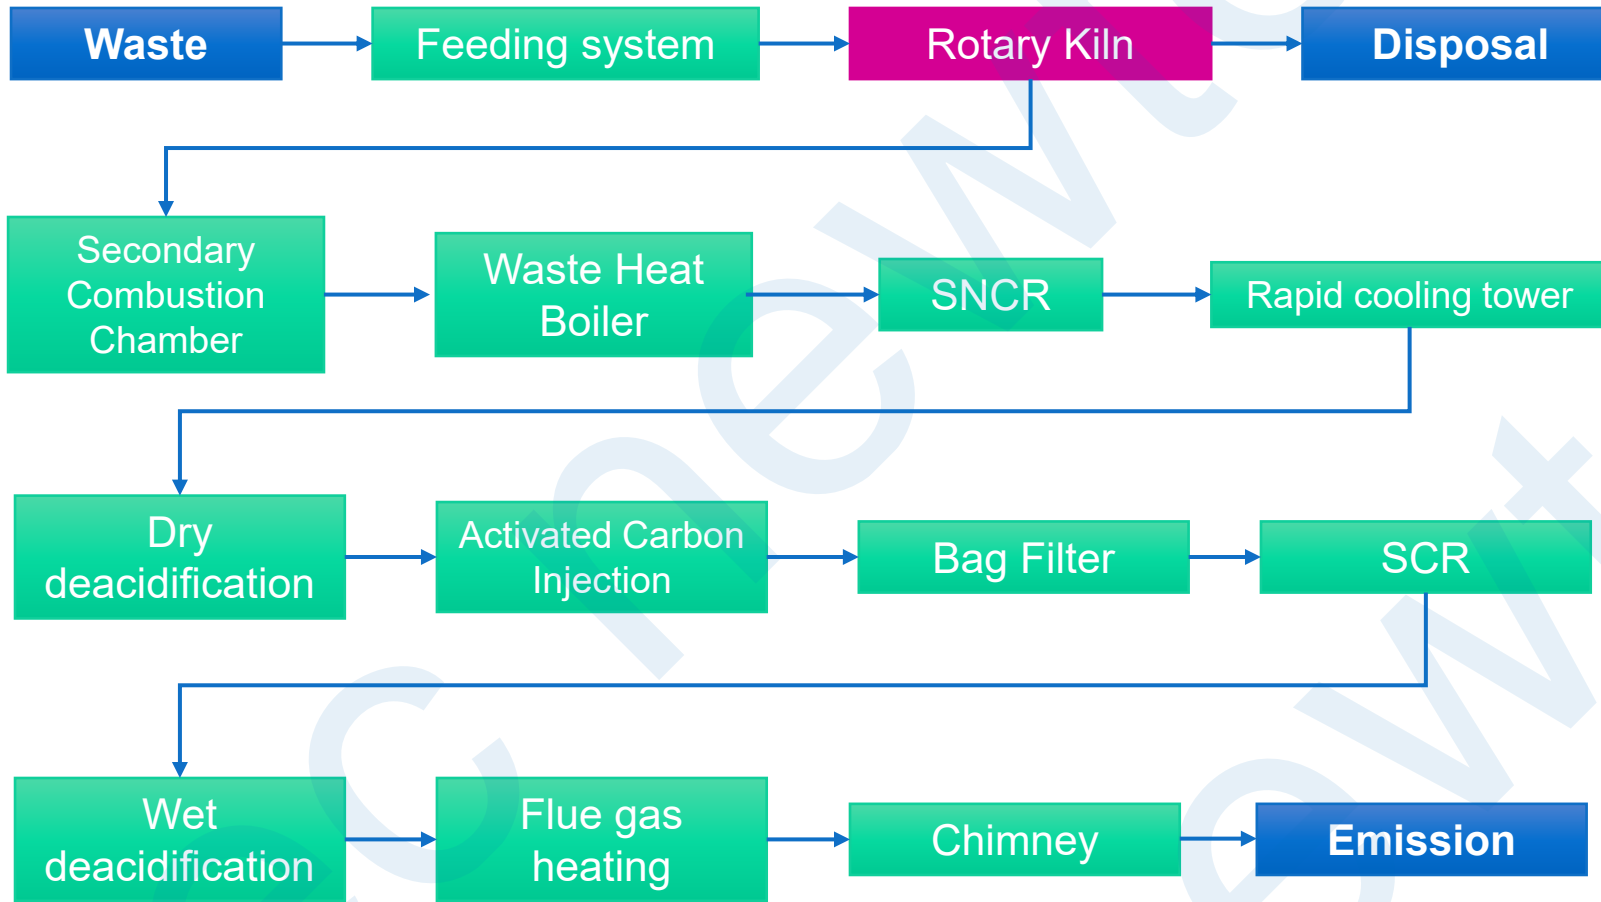 Waste
Feeding system
Rotary Kiln
Disposal
Secondary
Combustion
Chamber
Waste Heat
Boiler
SNCR
Rapid cooling tower
Dry
deacidification
Activated Carbon
Injection
Bag Filter
SCR
Wet
deacidification
Flue gas
heating
Chimney
Emission